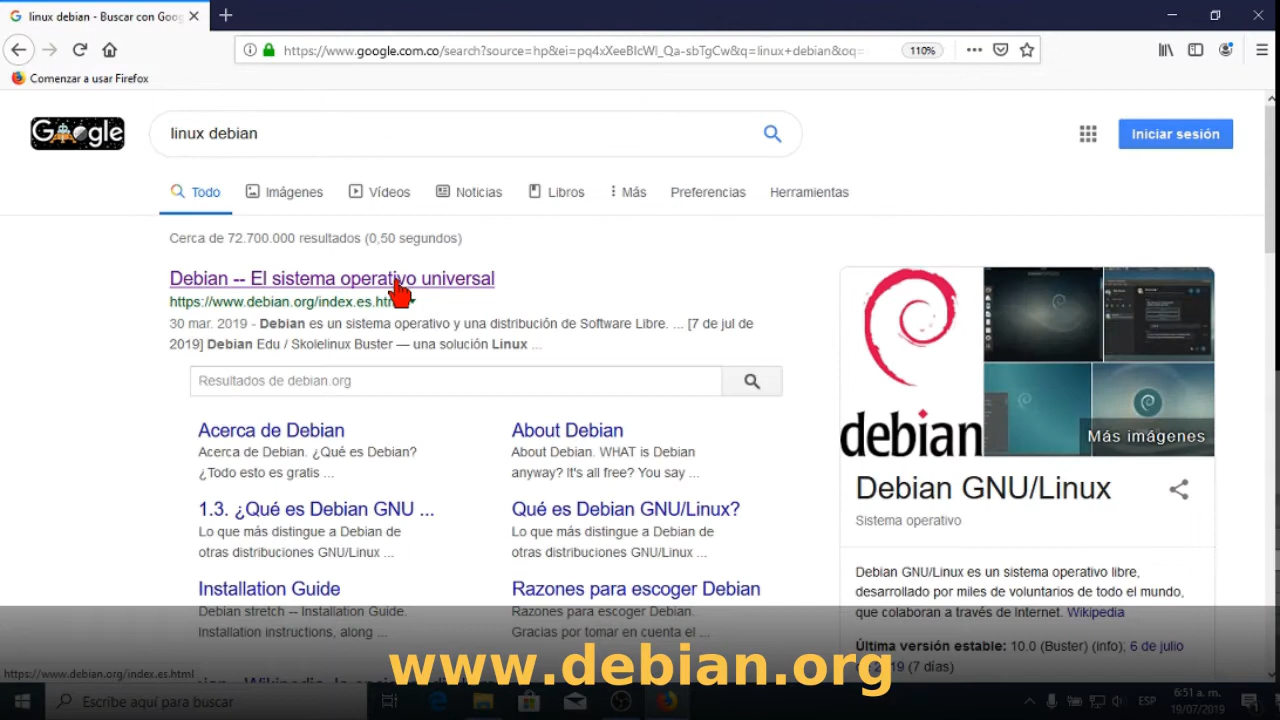 linux debian - Buscar con Goog
https://www.google.com.co/search?source=hp&ei=pq4xXeeBIcWl_Qa-sbTgCw&q=linux+debian&oq=
110%
Comenzar a usar Firefox
Google
linux debian
Iniciar sesión
Todo Imágenes Vídeos Noticias Libros Más Preferencias Herramientas
Cerca de 72.700.000 resultados (0,50 segundos)
Debian -- El sistema operativo universal
https://www.debian.org/index.es.htm
30 mar. 2019 - Debian es un sistema operativo y una distribución de Software Libre. ... [7 de jul de
2019] Debian Edu / Skolelinux Buster — una solución Linux ...
Resultados de debian.org
Acerca de Debian
Acerca de Debian. ¿Qué es Debian?
¿Todo esto es gratis ...
About Debian
About Debian. WHAT is Debian
anyway? It's all free? You say ...
1.3. ¿Qué es Debian GNU ...
Lo que más distingue a Debian de
otras distribuciones GNU/Linux ...
Qué es Debian GNU/Linux?
Lo que más distingue a Debian de
otras distribuciones GNU/Linux ...
Installation Guide
Debian stretch -- Installation Guide.
Installation instructions, along ...
Razones para escoger Debian
Razones para escoger Debian.
Gracias por tomar en cuenta el ...
debian
Más imágenes
Debian GNU/Linux
Sistema operativo
Debian GNU/Linux es un sistema operativo libre,
desarrollado por miles de voluntarios de todo el mundo,
que colaboran a través de Internet. Wikipedia
Última versión estable: 10.0 (Buster) (info); 6 de julio
de 2019 (7 días)
www.debian.org
https://www.debian.org/index.es.html
Escribe aquí para buscar
ESP
6:51 a. m.
19/07/2019